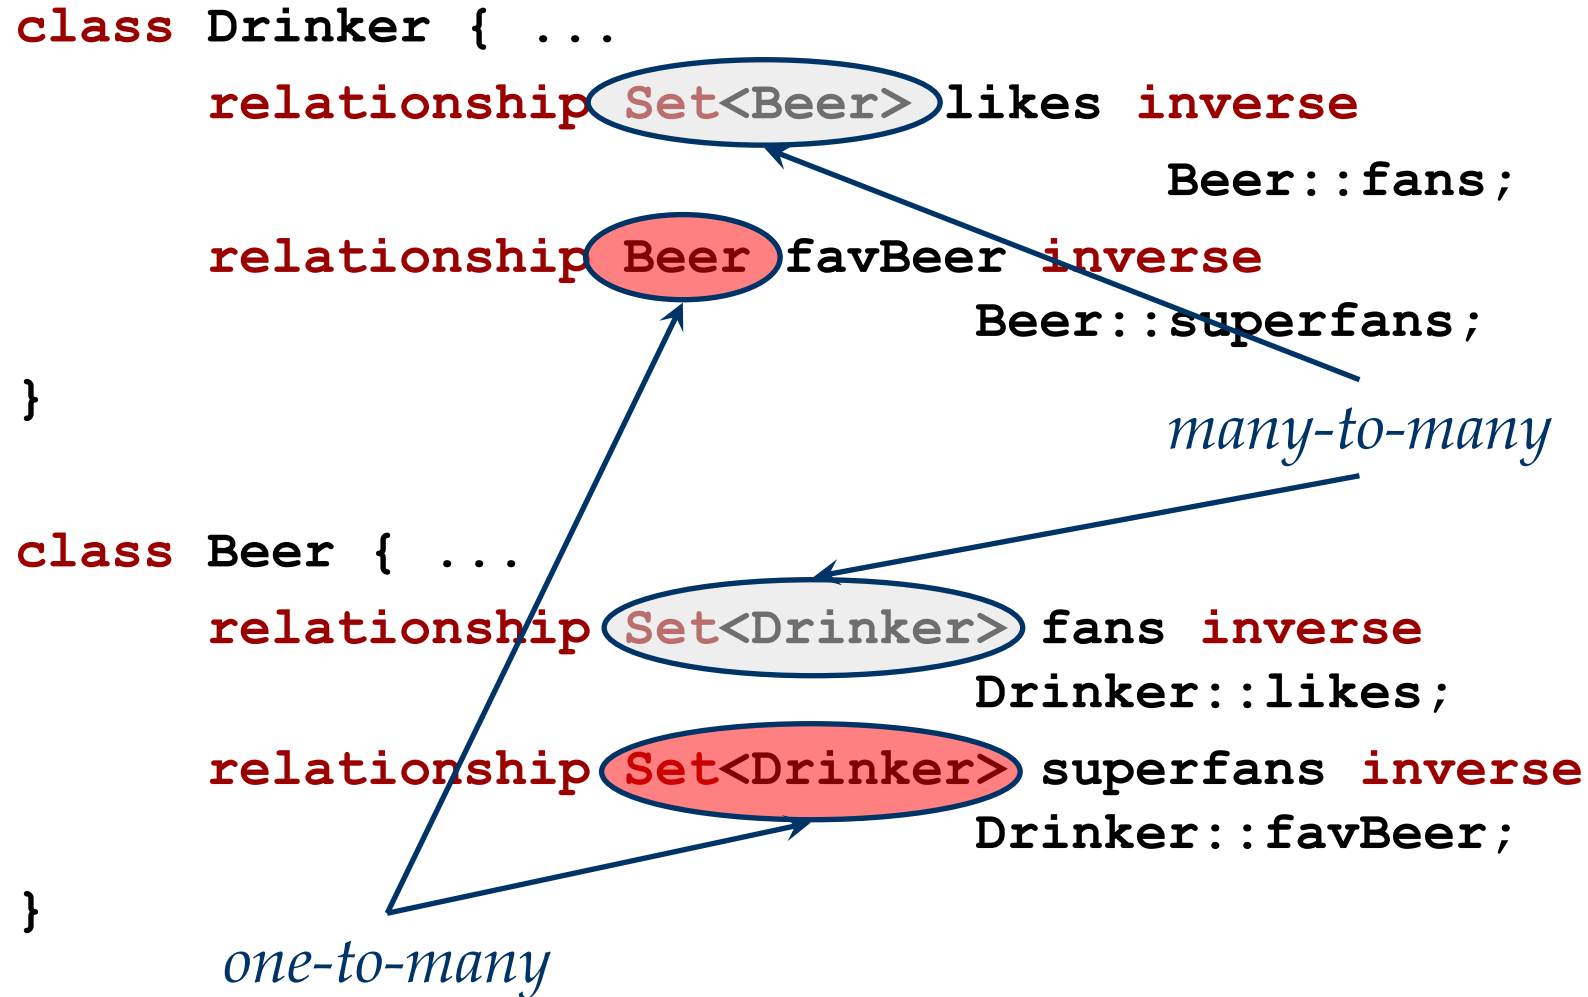 class Drinker { ...
relationship Set<Beer> likes inverse
Beer::fans;
relationship Beer favBeer inverse
Beer::superfans;
}
many-to-many
class Beer { ...
relationship Set<Drinker> fans inverse
Drinker::likes;
relationship Set<Drinker> superfans inverse
Drinker::favBeer;
}
one-to-many